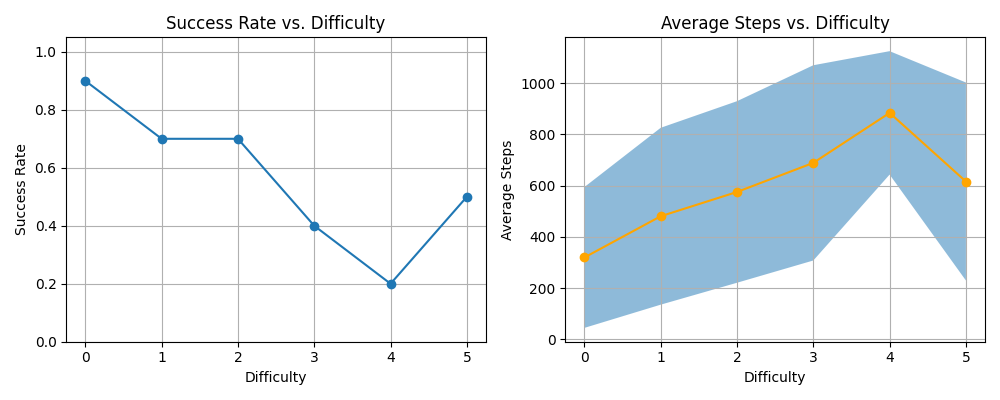 Success Rate vs. Difficulty
1.0
0.8
0.6
0.4
0.2
0.0
Success Rate
0 1 2 3 4 5
Difficulty
Average Steps vs. Difficulty
1000
800
600
400
200
0
Average Steps
0 1 2 3 4 5
Difficulty